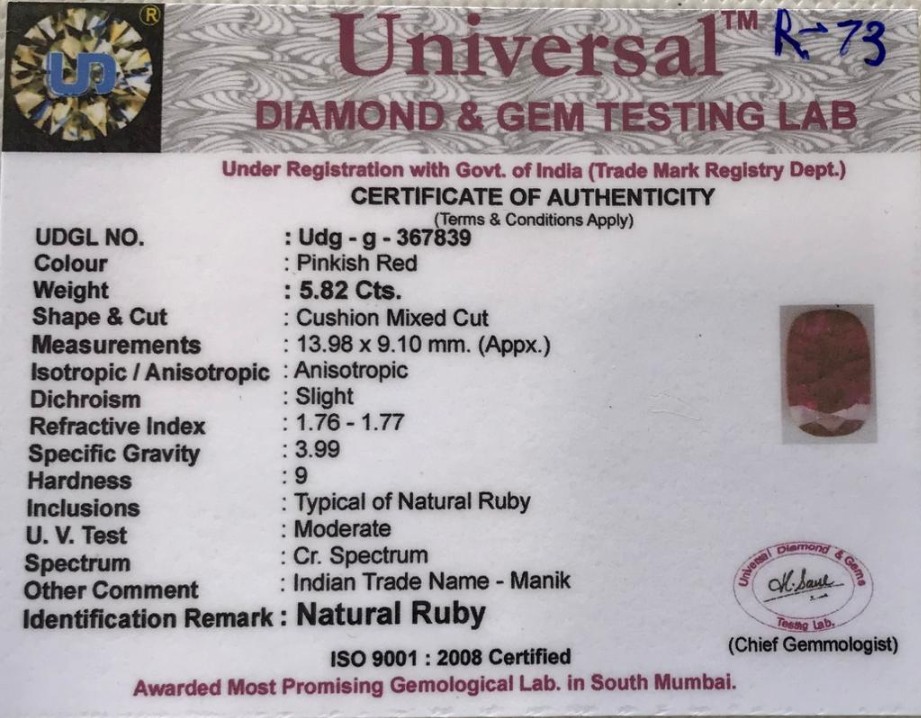 UD ®
Universal™ R-73
DIAMOND & GEM TESTING LAB
Under Registration with Govt. of India (Trade Mark Registry Dept.)
CERTIFICATE OF AUTHENTICITY
(Terms & Conditions Apply)
UDGL NO. : Udg - g - 367839
Colour : Pinkish Red
Weight : 5.82 Cts.
Shape & Cut : Cushion Mixed Cut
Measurements : 13.98 x 9.10 mm. (Appx.)
Isotropic / Anisotropic : Anisotropic
Dichroism : Slight
Refractive Index : 1.76 - 1.77
Specific Gravity : 3.99
Hardness : 9
Inclusions : Typical of Natural Ruby
U. V. Test : Moderate
Spectrum : Cr. Spectrum
Other Comment : Indian Trade Name - Manik
Identification Remark : Natural Ruby
Universal Diamond & Gems
Testing Lab.
(Chief Gemmologist)
ISO 9001 : 2008 Certified
Awarded Most Promising Gemological Lab. in South Mumbai.